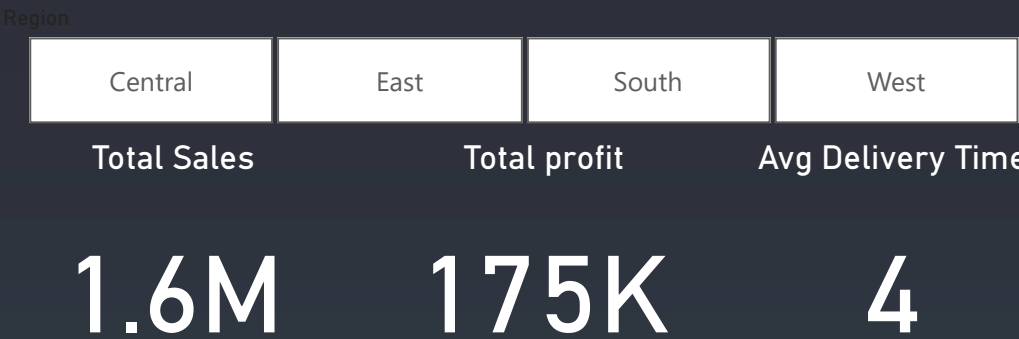 Region
Central East South West
Total Sales Total profit Avg Delivery Time
1.6M 175K 4